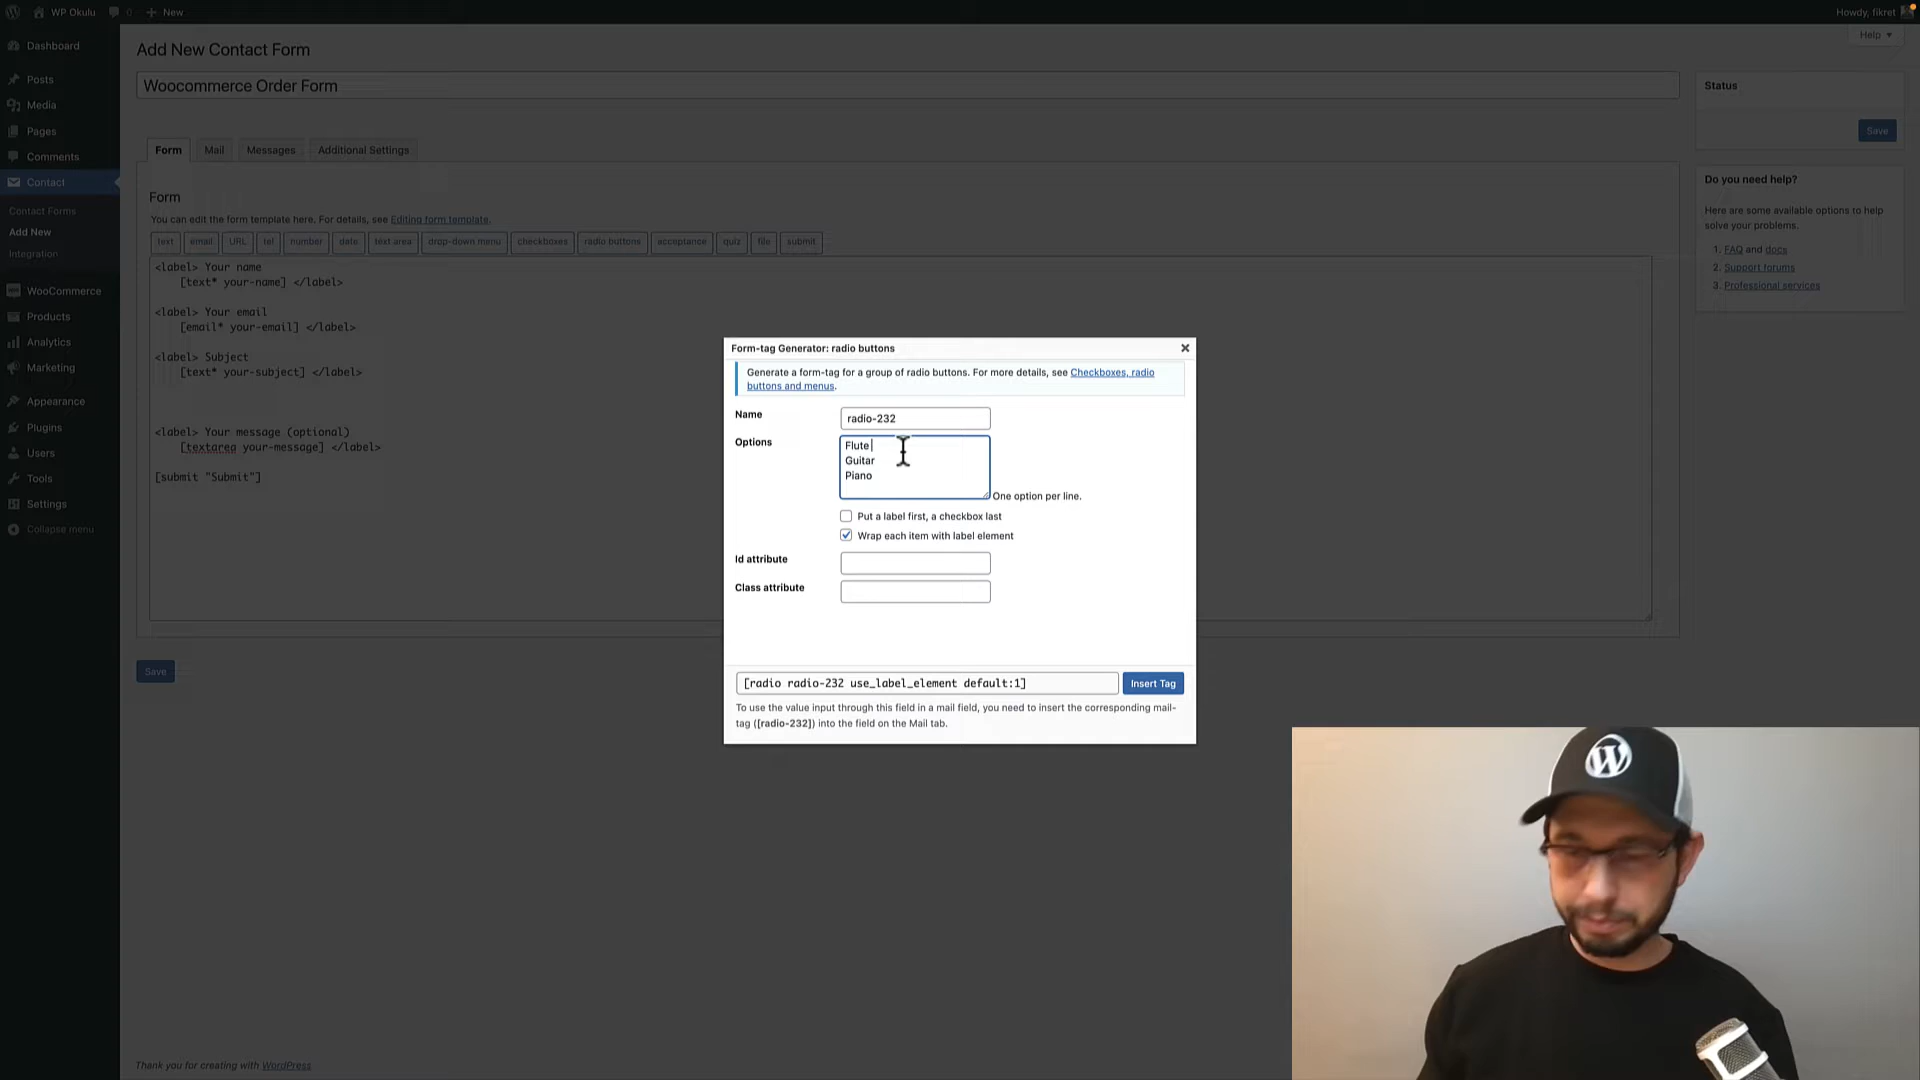 WP Okulu
0
New
Howdy, fikret
Help ▼
Dashboard
Posts
Media
Pages
Comments
Contact
Contact Forms
Add New
Integration
WooCommerce
Products
Analytics
Marketing
Appearance
Plugins
Users
Tools
Settings
Collapse menu
Add New Contact Form
Woocommerce Order Form
Form Mail Messages Additional Settings
Form
You can edit the form template here. For details, see Editing form template.
text email URL tel number date text area drop-down menu checkboxes radio buttons acceptance quiz file submit
<label> Your name
[text* your-name] </label>
<label> Your email
[email* your-email] </label>
<label> Subject
[text* your-subject] </label>
<label> Your message (optional)
[textarea your-message] </label>
[submit "Submit"]
Save
Status
Save
Do you need help?
Here are some available options to help
solve your problems.
1. FAQ and docs
2. Support forums
3. Professional services
Form-tag Generator: radio buttons
Generate a form-tag for a group of radio buttons. For more details, see Checkboxes, radio
buttons and menus.
Name
radio-232
Options
Flute
Guitar
Piano
One option per line.
Put a label first, a checkbox last
Wrap each item with label element
Id attribute
Class attribute
[radio radio-232 use_label_element default:1]
Insert Tag
To use the value input through this field in a mail field, you need to insert the corresponding mail-
tag ([radio-232]) into the field on the Mail tab.
Thank you for creating with WordPress